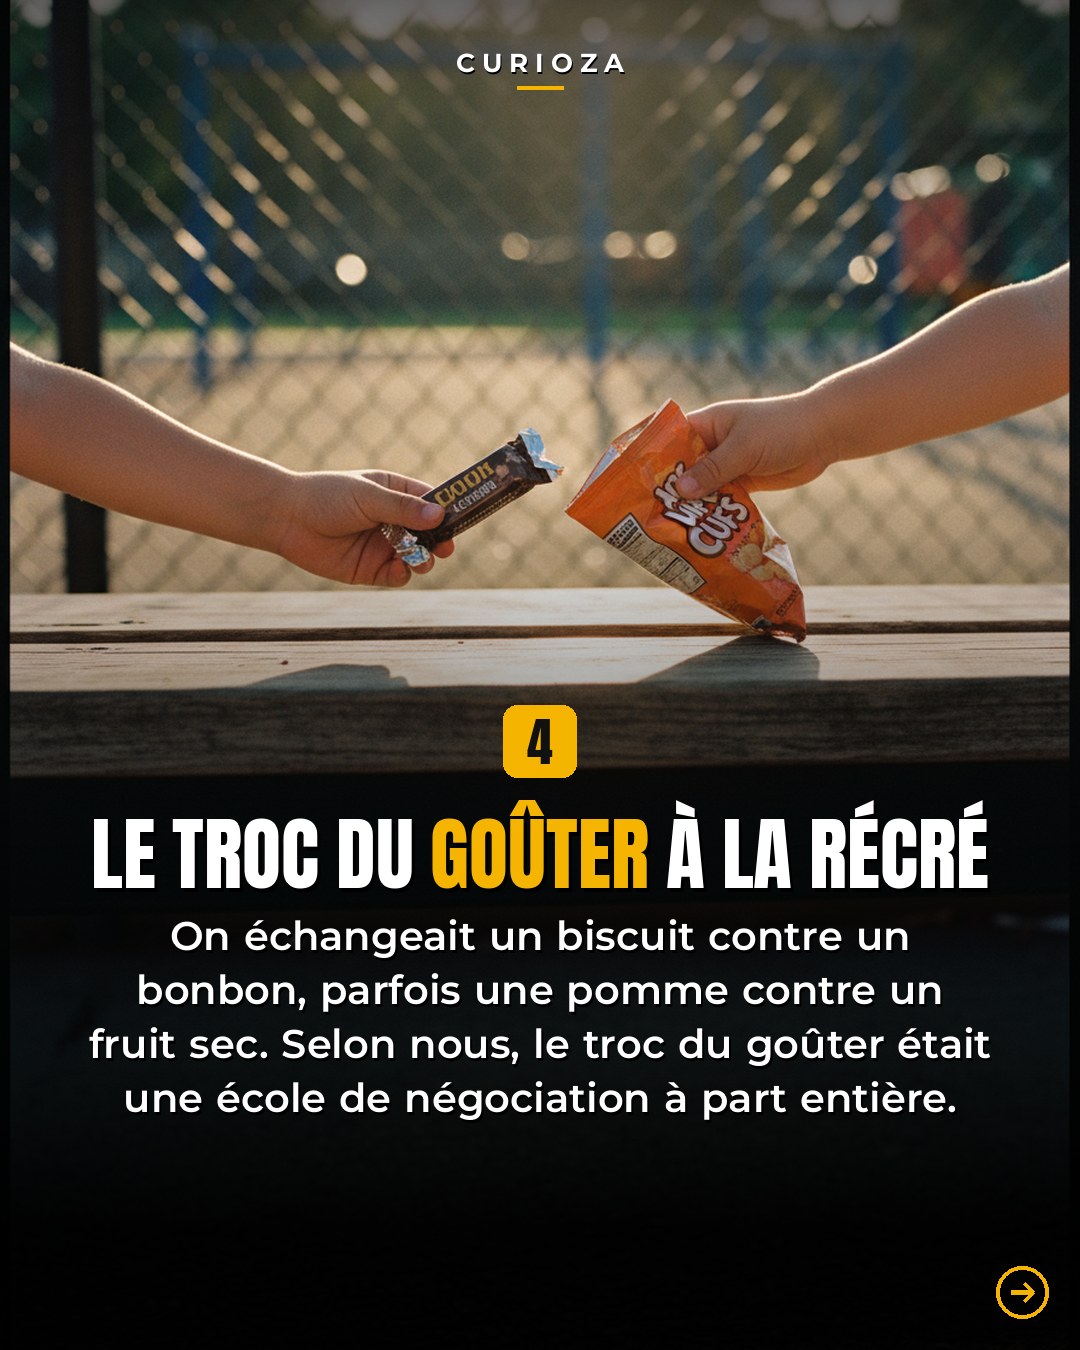 CURIOZA
4
LE TROC DU GOÛTER À LA RÉCRÉ
On échangeait un biscuit contre un
bonbon, parfois une pomme contre un
fruit sec. Selon nous, le troc du goûter était
une école de négociation à part entière.